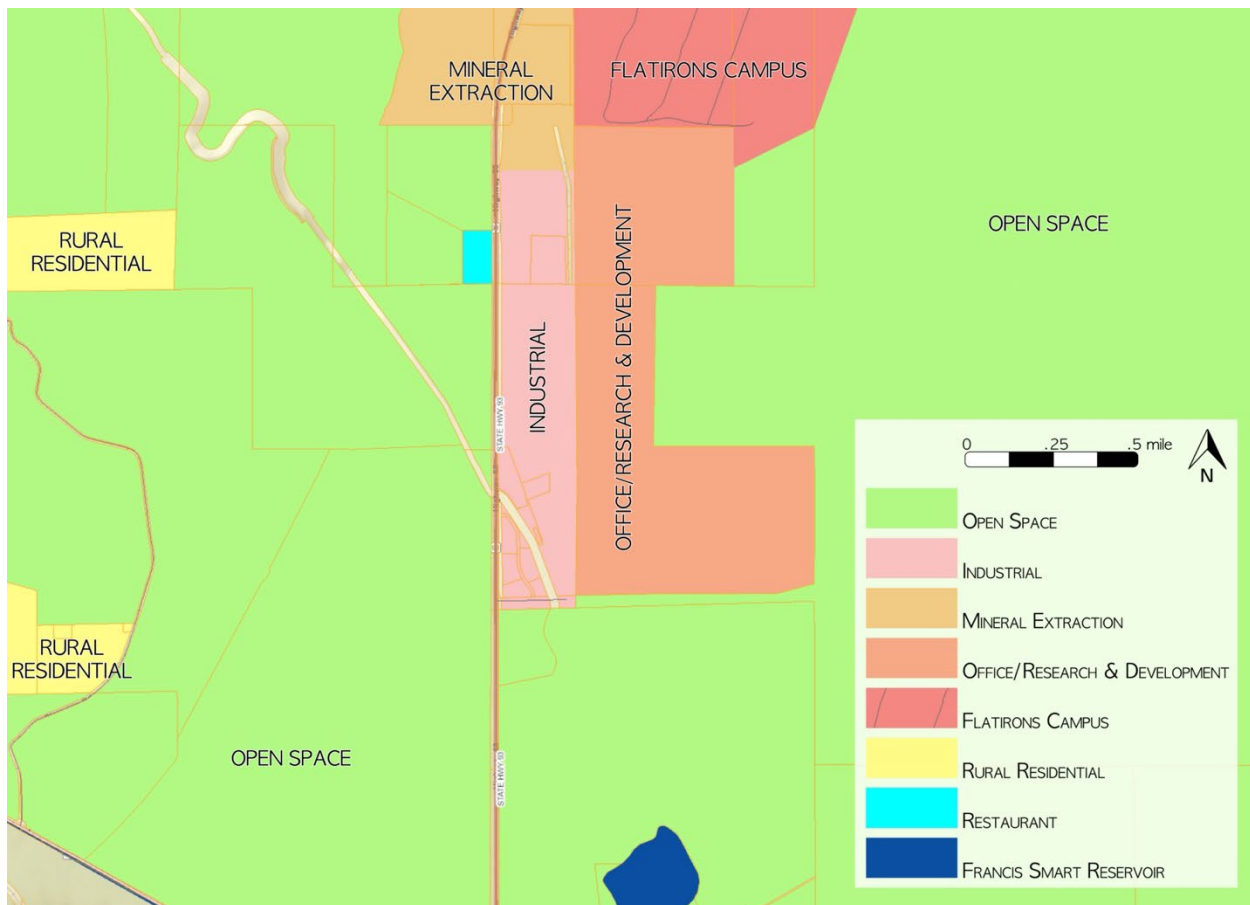 MINERAL
EXTRACTION
FLATIRONS CAMPUS
Highway
OPEN SPACE
RURAL
RESIDENTIAL
INDUSTRIAL
OFFICE/RESEARCH & DEVELOPMENT
STATE HWY 93
RURAL
RESIDENTIAL
OPEN SPACE
STATE HWY 93
0 .25 .5 mile
N
OPEN SPACE
INDUSTRIAL
MINERAL EXTRACTION
OFFICE/RESEARCH & DEVELOPMENT
FLATIRONS CAMPUS
RURAL RESIDENTIAL
RESTAURANT
FRANCIS SMART RESERVOIR